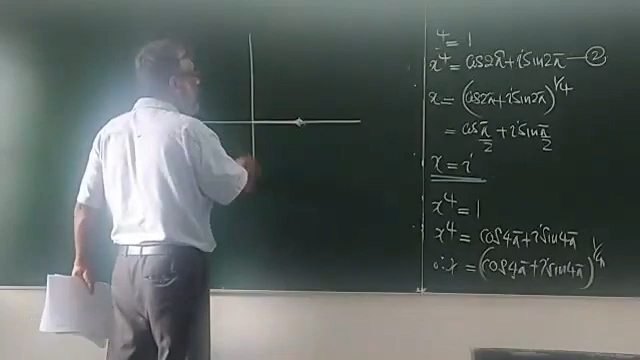 x⁴ = 1
x⁴ = cos2π + i sin2π — ②
x = (cos2π + i sin2π)^1/4
= cos π/2 + i sin π/2
x = i
x⁴ = 1
x⁴ = cos4π + i sin4π
∴ x = (cos4π + i sin4π)^1/4